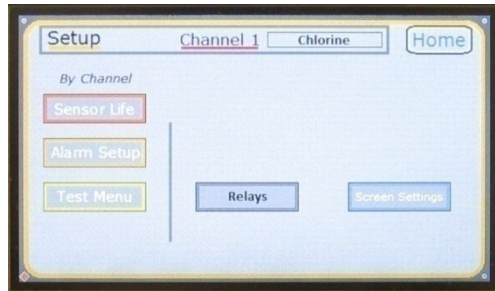 Setup Channel 1 Chlorine Home
By Channel
Sensor Life
Alarm Setup
Test Menu Relays Screen Settings